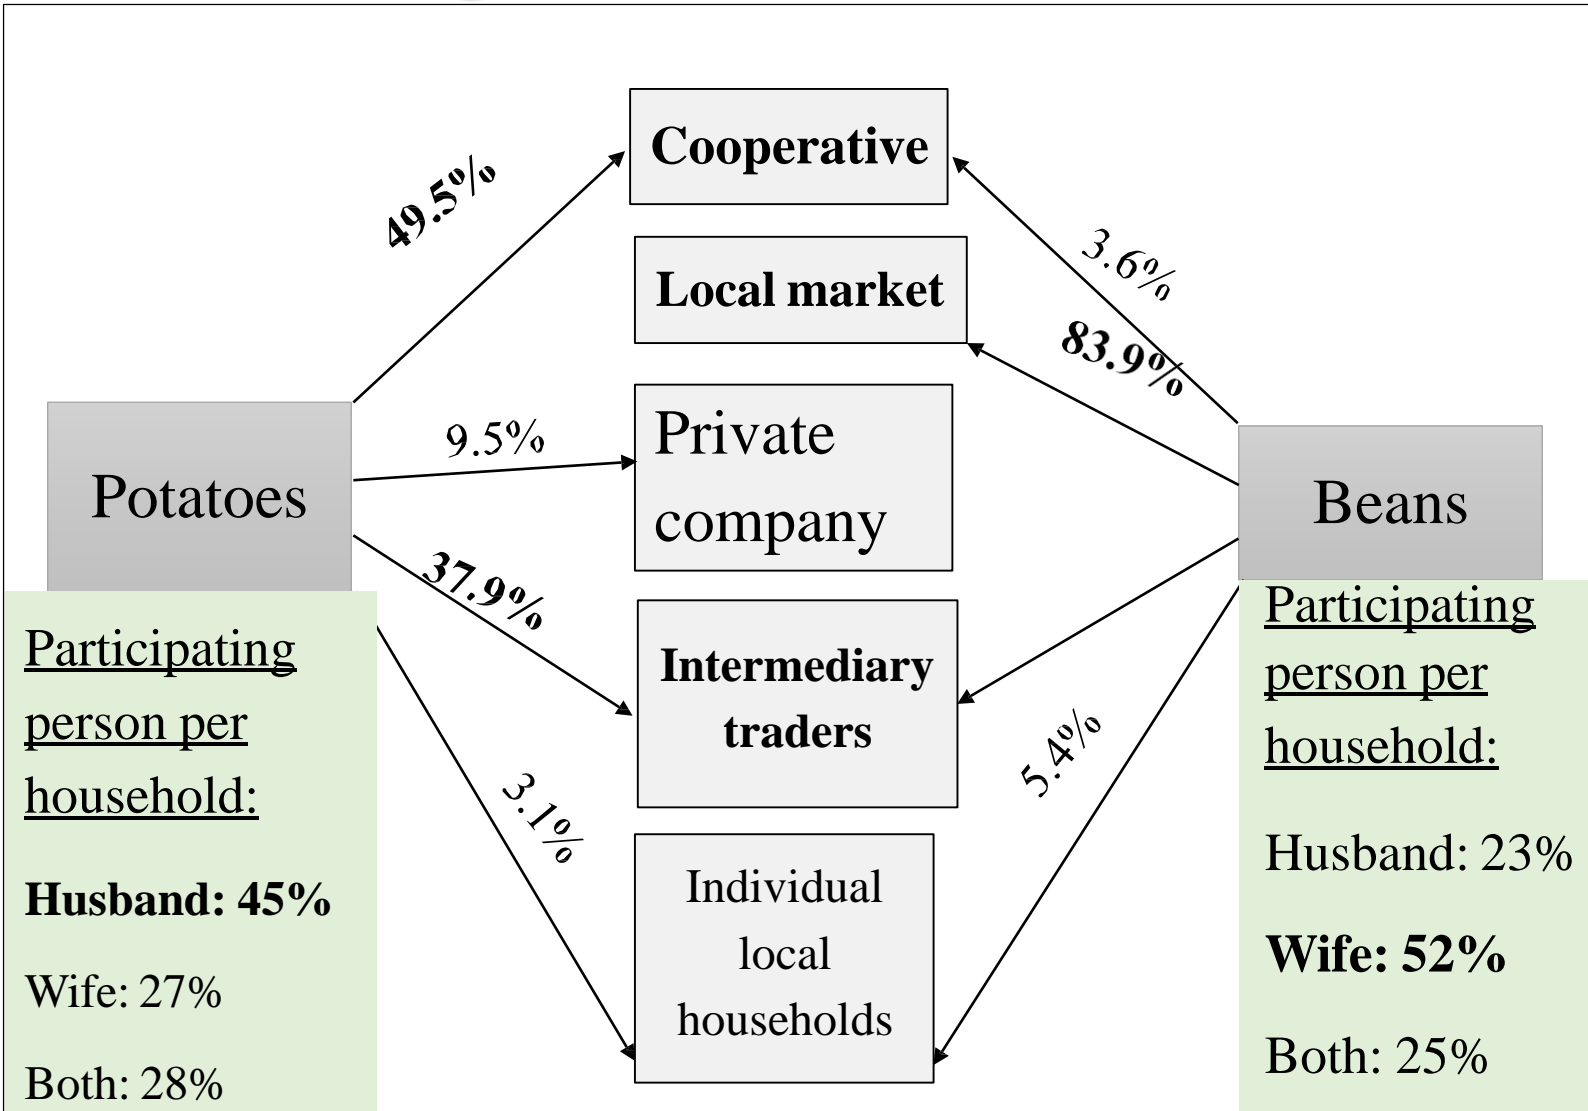 Cooperative
49.5%
3.6%
Local market
83.9%
Private
company
9.5%
Potatoes
Beans
37.9%
Intermediary
traders
5.4%
3.1%
Individual
local
households
Participating
person per
household:
Husband: 45%
Wife: 27%
Both: 28%
Participating
person per
household:
Husband: 23%
Wife: 52%
Both: 25%